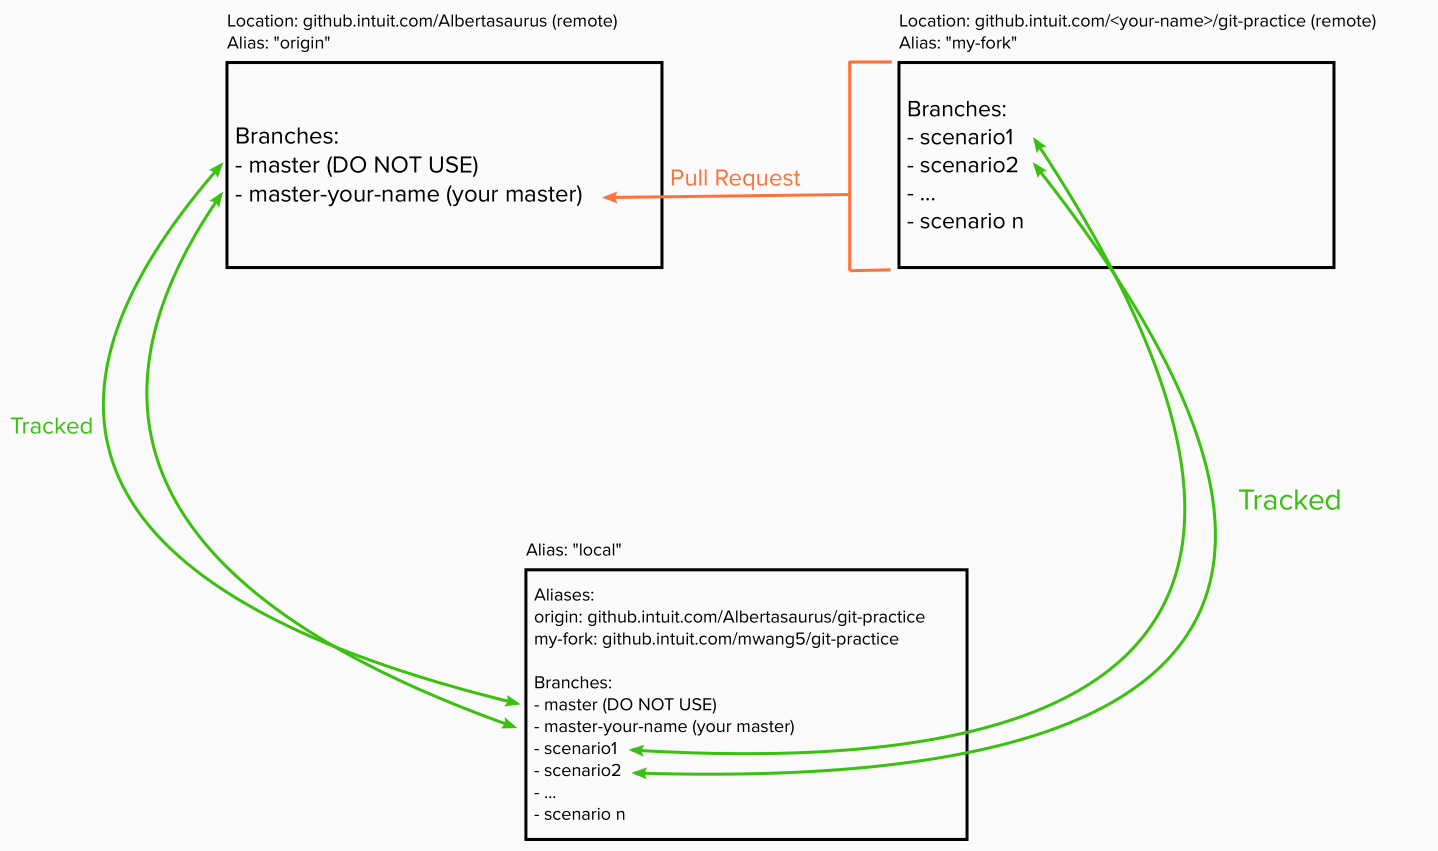 Location: github.intuit.com/Albertasaurus (remote)
Alias: "origin"
Branches:
- master (DO NOT USE)
- master-your-name (your master)
Pull Request
Location: github.intuit.com/<your-name>/git-practice (remote)
Alias: "my-fork"
Branches:
- scenario1
- scenario2
- ...
- scenario n
Tracked
Tracked
Alias: "local"
Aliases:
origin: github.intuit.com/Albertasaurus/git-practice
my-fork: github.intuit.com/mwang5/git-practice
Branches:
- master (DO NOT USE)
- master-your-name (your master)
- scenario1
- scenario2
- ...
- scenario n